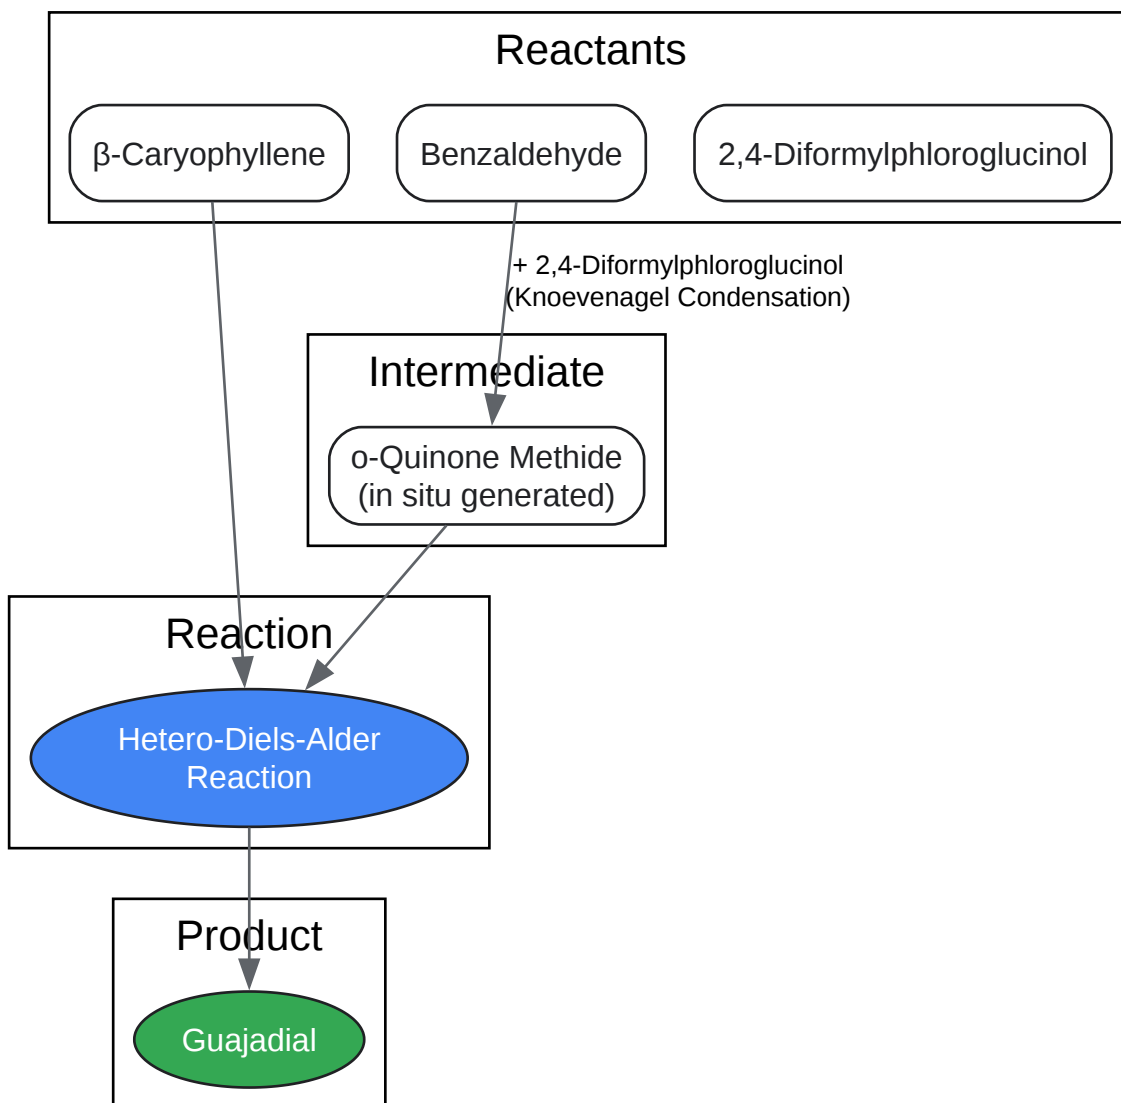 Reactants
β-Caryophyllene
Benzaldehyde
2,4-Diformylphloroglucinol
+ 2,4-Diformylphloroglucinol
(Knoevenagel Condensation)
Intermediate
o-Quinone Methide
(in situ generated)
Reaction
Hetero-Diels-Alder
Reaction
Product
Guajadial